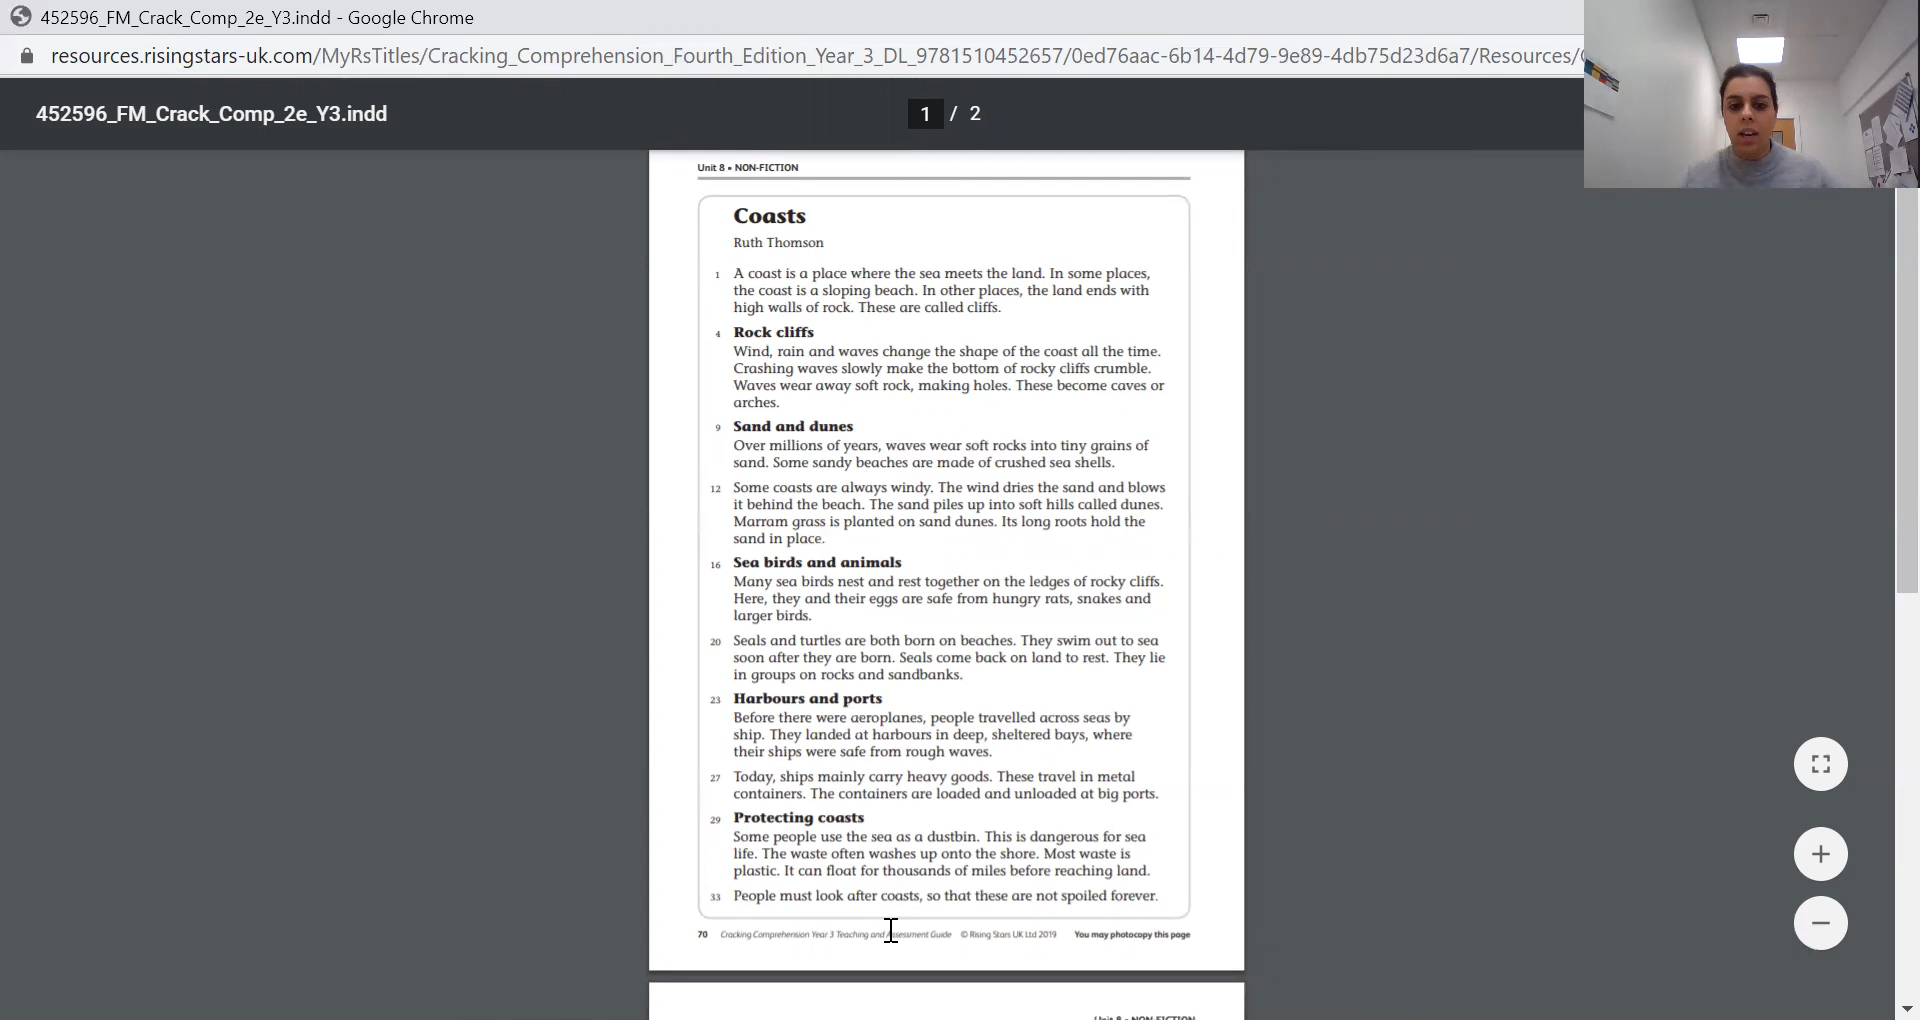 452596_FM_Crack_Comp_2e_Y3.indd - Google Chrome
resources.risingstars-uk.com/MyRsTitles/Cracking_Comprehension_Fourth_Edition_Year_3_DL_9781510452657/0ed76aac-6b14-4d79-9e89-4db75d23d6a7/Resources/
452596_FM_Crack_Comp_2e_Y3.indd 1 / 2
Unit 8 • NON-FICTION
Coasts
Ruth Thomson
1 A coast is a place where the sea meets the land. In some places,
the coast is a sloping beach. In other places, the land ends with
high walls of rock. These are called cliffs.
4 Rock cliffs
Wind, rain and waves change the shape of the coast all the time.
Crashing waves slowly make the bottom of rocky cliffs crumble.
Waves wear away soft rock, making holes. These become caves or
arches.
9 Sand and dunes
Over millions of years, waves wear soft rocks into tiny grains of
sand. Some sandy beaches are made of crushed sea shells.
12 Some coasts are always windy. The wind dries the sand and blows
it behind the beach. The sand piles up into soft hills called dunes.
Marram grass is planted on sand dunes. Its long roots hold the
sand in place.
16 Sea birds and animals
Many sea birds nest and rest together on the ledges of rocky cliffs.
Here, they and their eggs are safe from hungry rats, snakes and
larger birds.
20 Seals and turtles are both born on beaches. They swim out to sea
soon after they are born. Seals come back on land to rest. They lie
in groups on rocks and sandbanks.
23 Harbours and ports
Before there were aeroplanes, people travelled across seas by
ship. They landed at harbours in deep, sheltered bays, where
their ships were safe from rough waves.
27 Today, ships mainly carry heavy goods. These travel in metal
containers. The containers are loaded and unloaded at big ports.
29 Protecting coasts
Some people use the sea as a dustbin. This is dangerous for sea
life. The waste often washes up onto the shore. Most waste is
plastic. It can float for thousands of miles before reaching land.
33 People must look after coasts, so that these are not spoiled forever.
70 Cracking Comprehension Year 3 Teaching and Assessment Guide © Rising Stars UK Ltd 2019 You may photocopy this page
Unit 8 • NON-FICTION